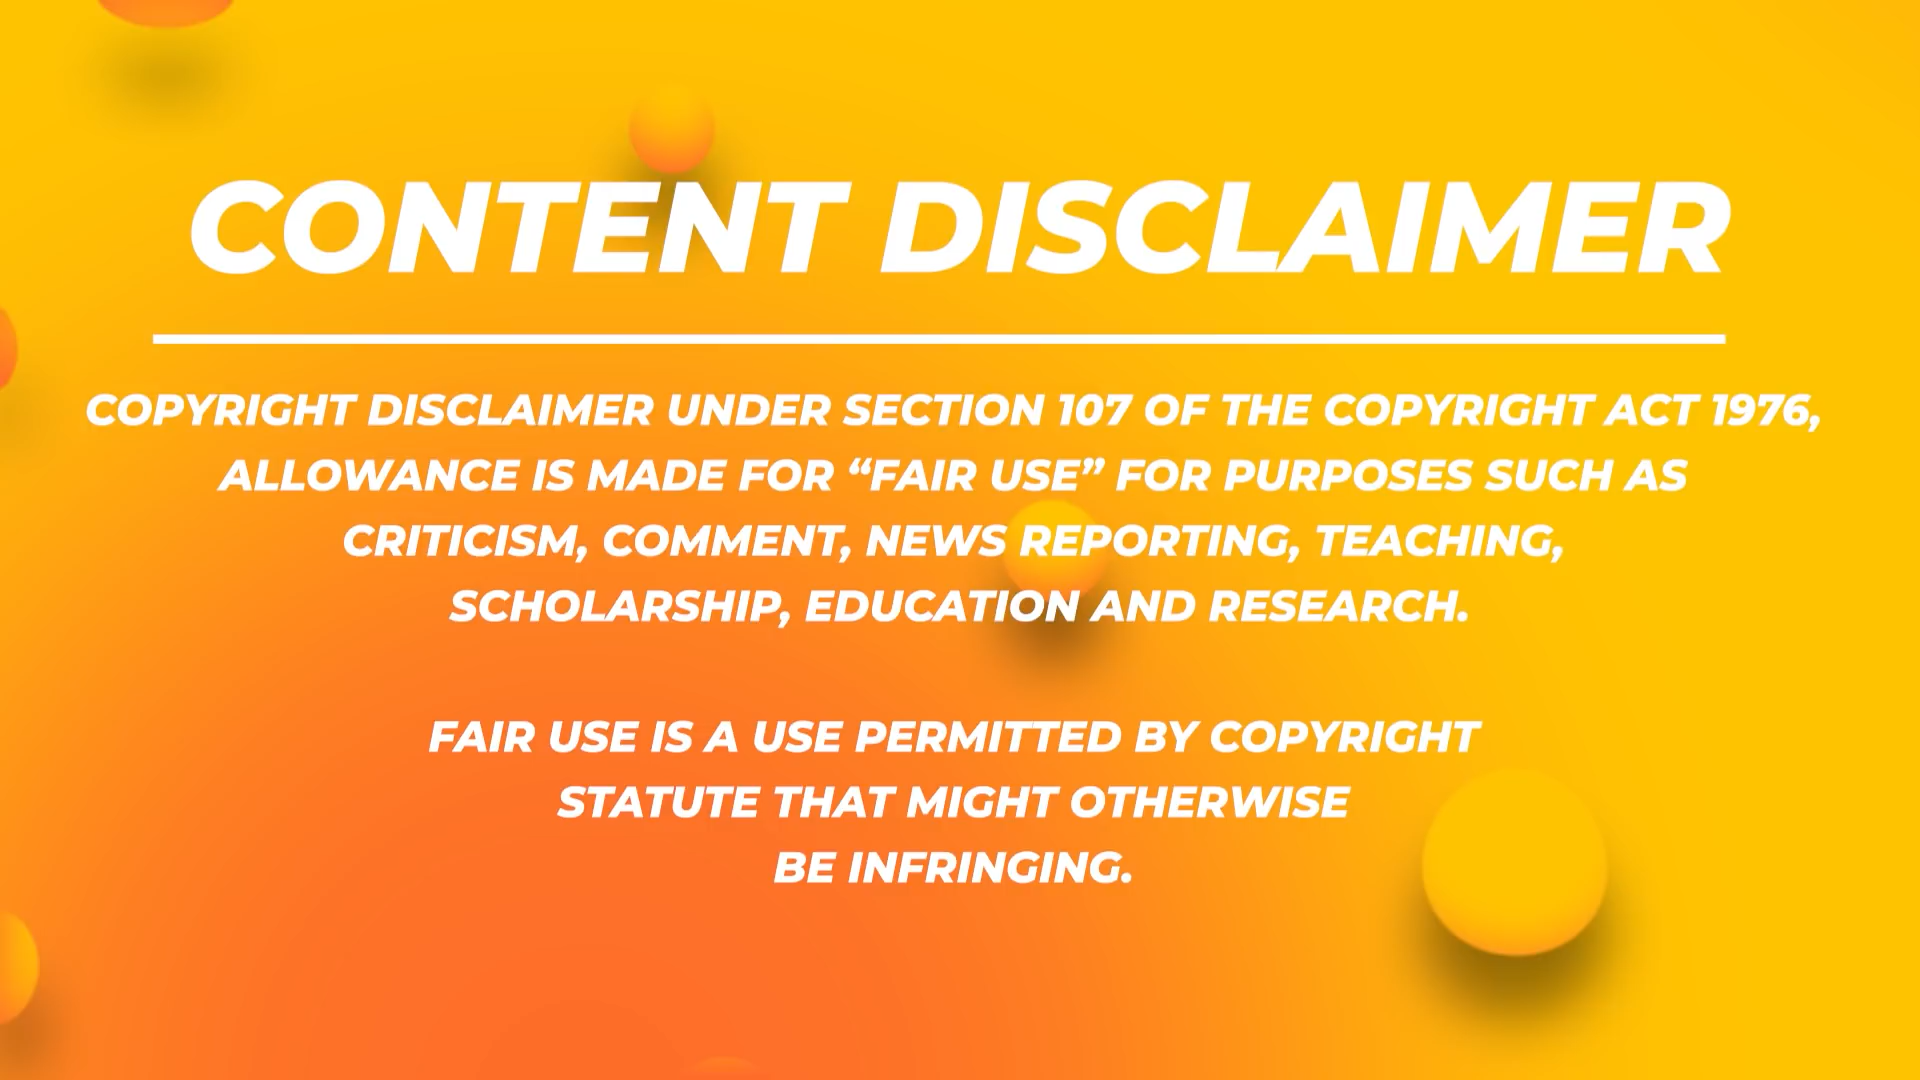 CONTENT DISCLAIMER
COPYRIGHT DISCLAIMER UNDER SECTION 107 OF THE COPYRIGHT ACT 1976,
ALLOWANCE IS MADE FOR “FAIR USE” FOR PURPOSES SUCH AS
CRITICISM, COMMENT, NEWS REPORTING, TEACHING,
SCHOLARSHIP, EDUCATION AND RESEARCH.
FAIR USE IS A USE PERMITTED BY COPYRIGHT
STATUTE THAT MIGHT OTHERWISE
BE INFRINGING.